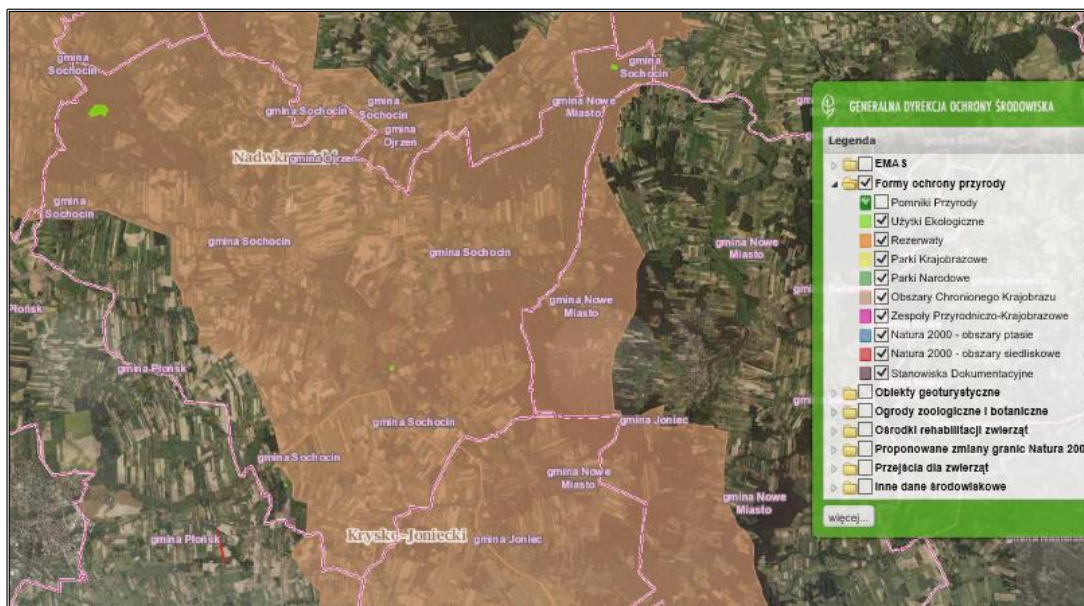 gmina
Sochocin
gmina
Sochocin
gmina Sochocin
gmina
Sochocin
gmina
Ojrzen
gmina Nowe
Miasto
gmina Ojrzen
gmina
Sochocin
gmina Sochocin
gmina Sochocin
gmina Nowe
Miasto
gmina Nowe
Miasto
Płońsk
gmina Płońsk
gmina Sochocin
gmina Joniec
gmina Sochocin
gmina Nowe
Miasto
gmina Nowe
Miasto
gmina Płońsk
Krysko-Joniecki
gmina Joniec
GENERALNA DYREKCJA OCHRONY ŚRODOWISKA
Legenda
EMAS
Formy ochrony przyrody
Pomniki Przyrody
Użytki Ekologiczne
Rezerwaty
Parki Krajobrazowe
Parki Narodowe
Obszary Chronionego Krajobrazu
Zespoły Przyrodniczo-Krajobrazowe
Natura 2000 - obszary ptasie
Natura 2000 - obszary siedliskowe
Stanowiska Dokumentacyjne
Obiekty geoturystyczne
Ogrody zoologiczne i botaniczne
Ośrodki rehabilitacji zwierząt
Proponowane zmiany granic Natura 200
Przejścia dla zwierząt
Inne dane środowiskowe
więcej...